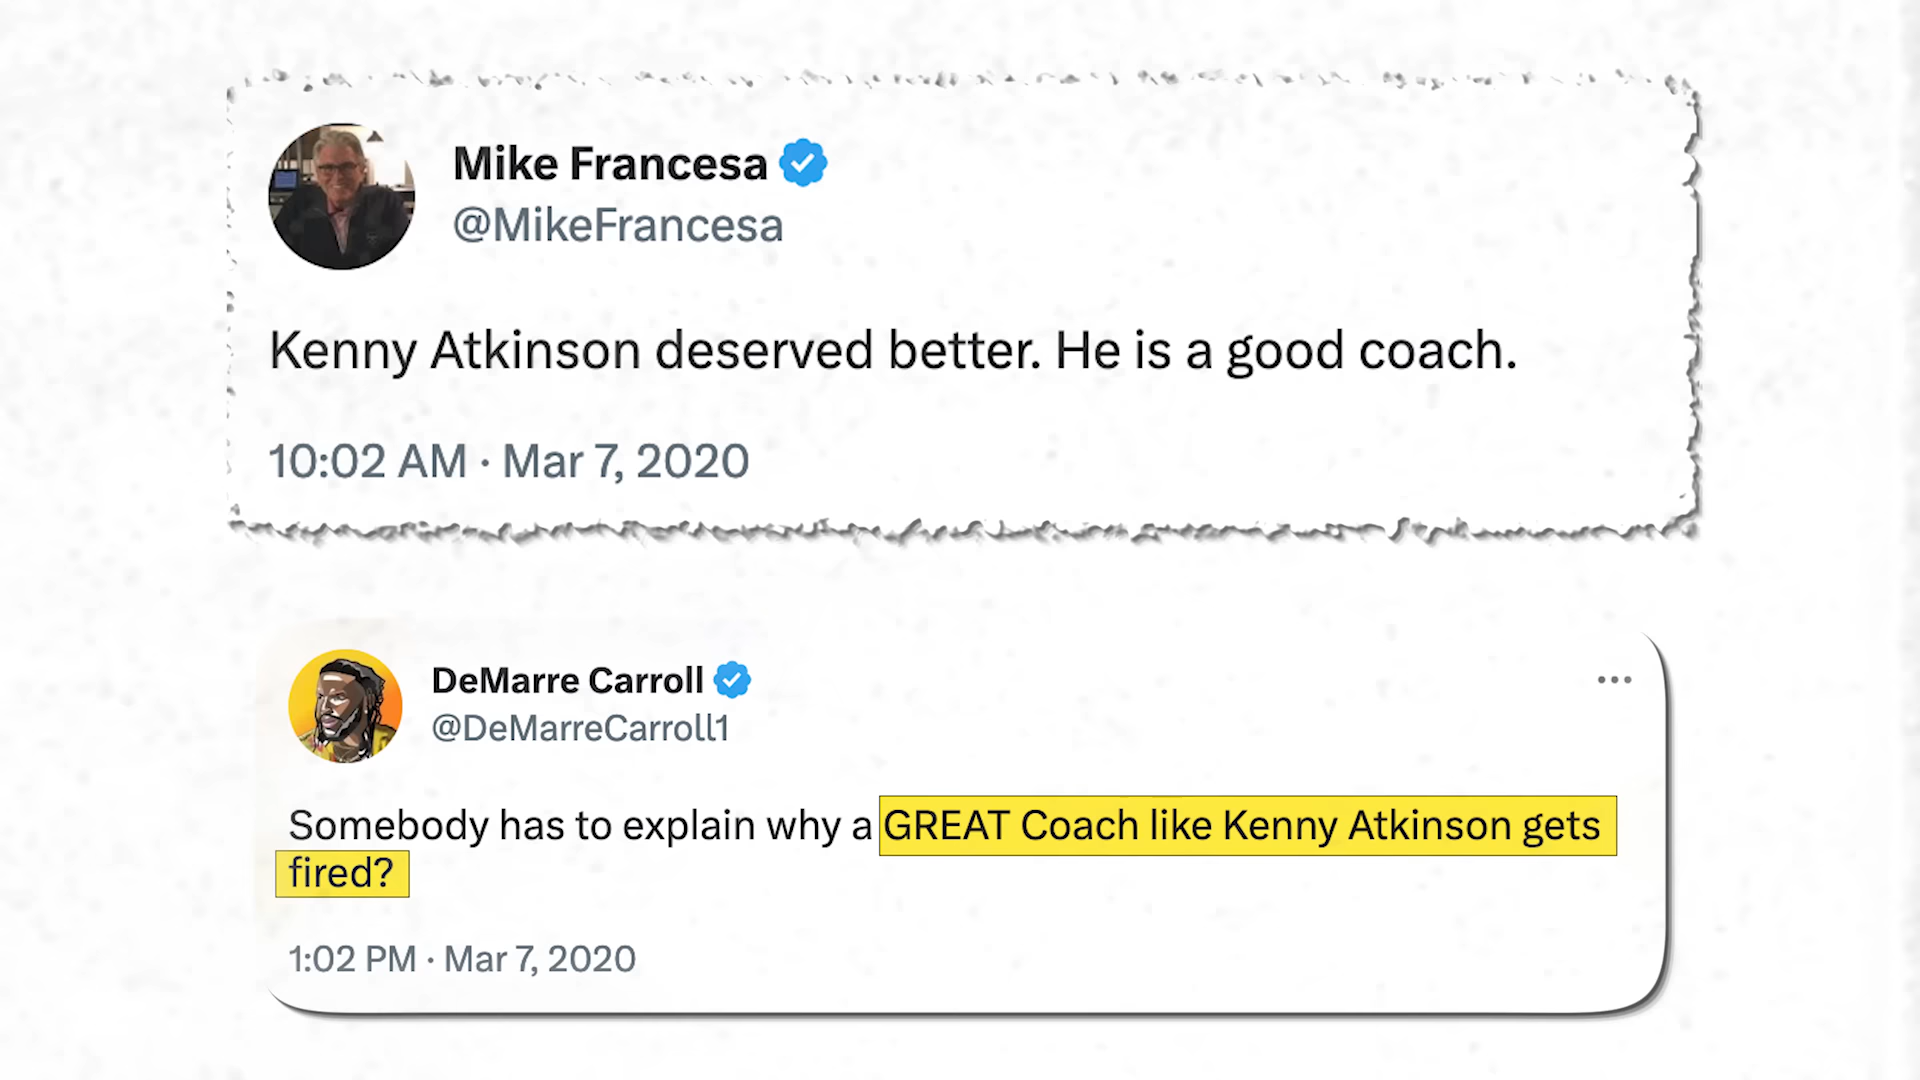 Mike Francesa
@MikeFrancesa
Kenny Atkinson deserved better. He is a good coach.
10:02 AM · Mar 7, 2020
DeMarre Carroll
@DeMarreCarroll1
Somebody has to explain why a GREAT Coach like Kenny Atkinson gets
fired?
1:02 PM · Mar 7, 2020